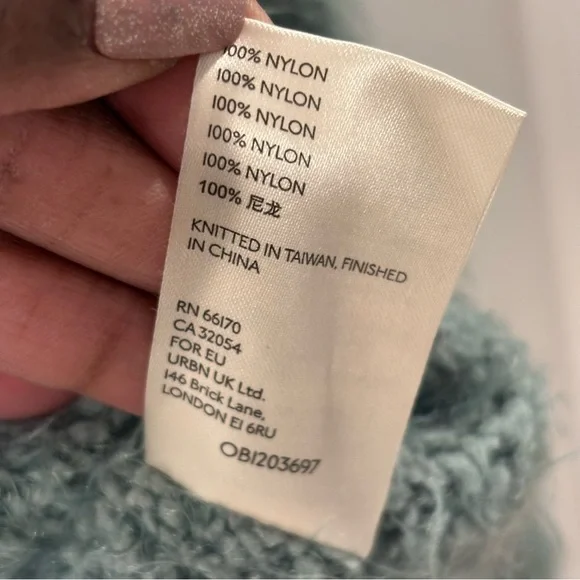 100% NYLON
100% NYLON
100% NYLON
100% NYLON
100% NYLON
100% 尼龙
KNITTED IN TAIWAN, FINISHED
IN CHINA
RN 66170
CA 32054
FOR EU
URBN UK Ltd.
146 Brick Lane,
LONDON E1 6RU
OB1203697